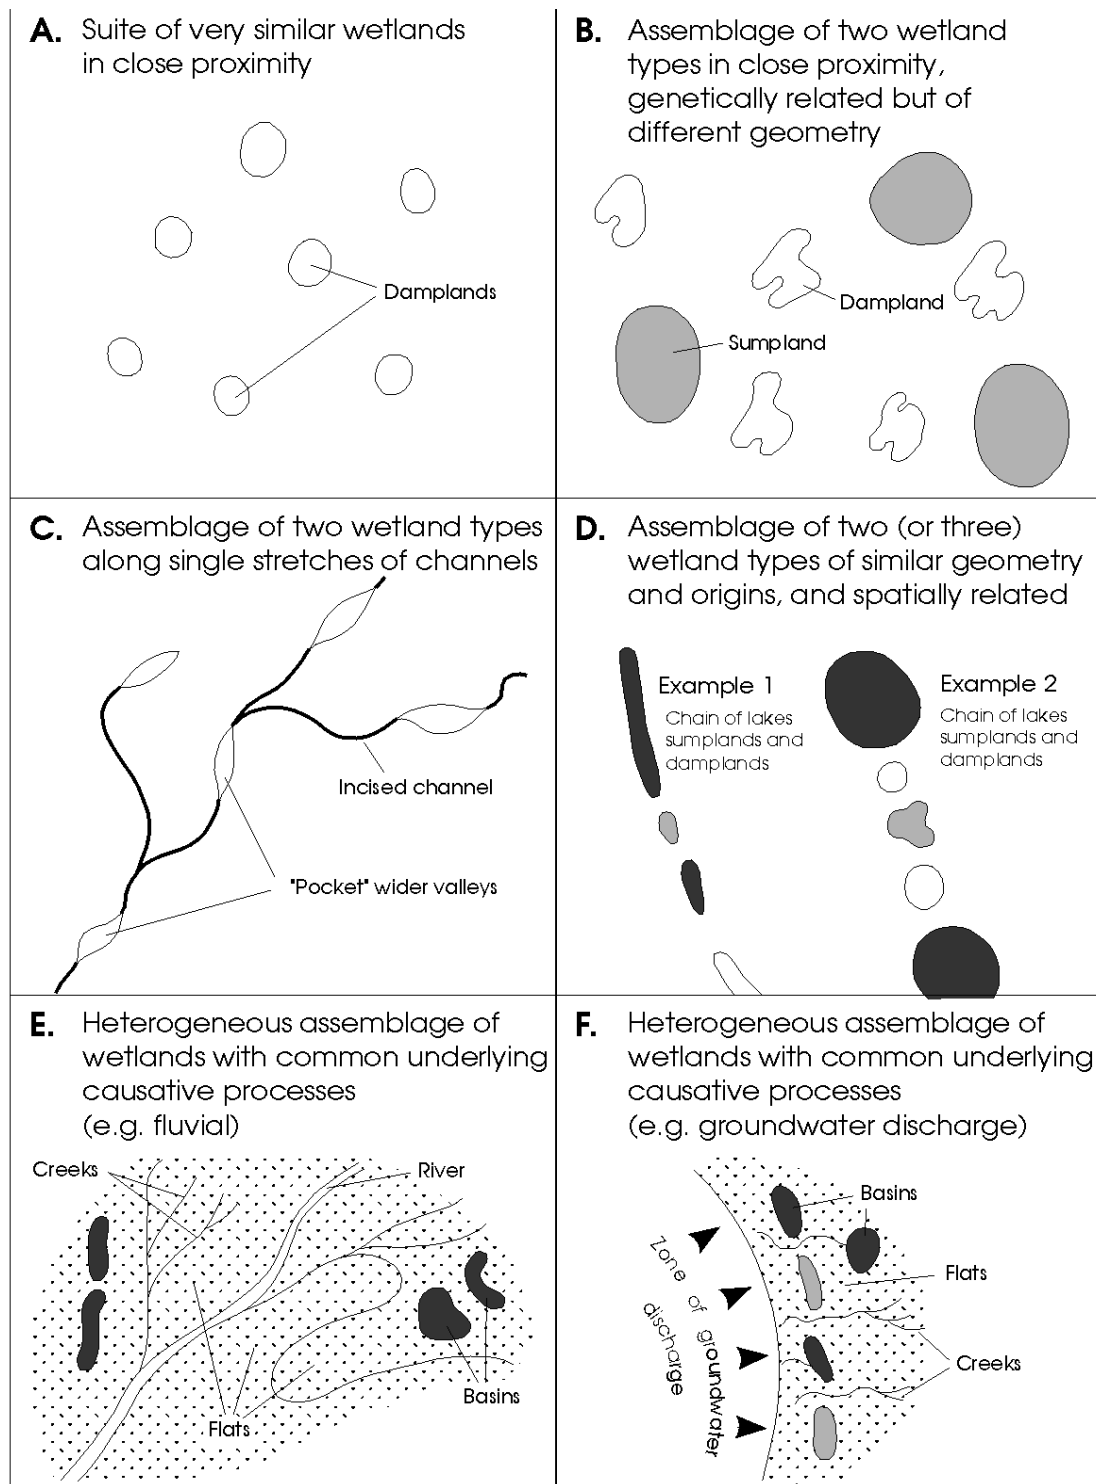 A. Suite of very similar wetlands
in close proximity
Damplands
B. Assemblage of two wetland
types in close proximity,
genetically related but of
different geometry
Dampland
Sumpland
C. Assemblage of two wetland types
along single stretches of channels
Incised channel
"Pocket" wider valleys
D. Assemblage of two (or three)
wetland types of similar geometry
and origins, and spatially related
Example 1
Chain of lakes
sumplands and
damplands
Example 2
Chain of lakes
sumplands and
damplands
E. Heterogeneous assemblage of
wetlands with common underlying
causative processes
(e.g. fluvial)
Creeks
River
Basins
Flats
F. Heterogeneous assemblage of
wetlands with common underlying
causative processes
(e.g. groundwater discharge)
Basins
Flats
Creeks
Zone of groundwater
discharge